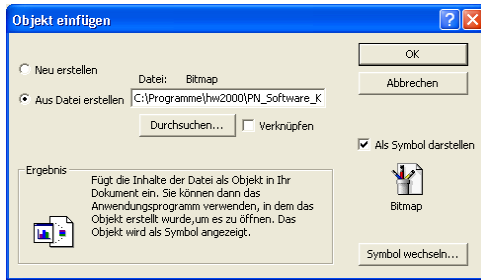 Objekt einfügen
Neu erstellen
Datei: Bitmap
Aus Datei erstellen C:\Programme\hw2000\PN_Software_K
Durchsuchen... Verknüpfen
Ergebnis
Fügt die Inhalte der Datei als Objekt in Ihr
Dokument ein. Sie können dann das
Anwendungsprogramm verwenden, in dem das
Objekt erstellt wurde,um es zu öffnen. Das
Objekt wird als Symbol angezeigt.
OK
Abbrechen
Als Symbol darstellen
Bitmap
Symbol wechseln...